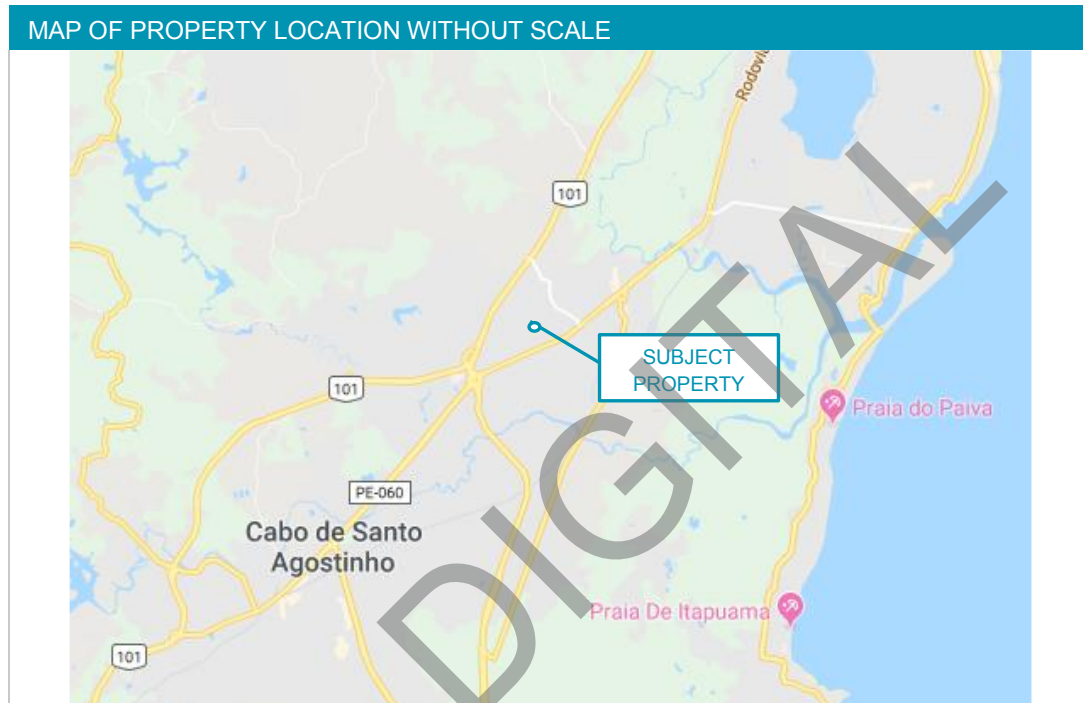 MAP OF PROPERTY LOCATION WITHOUT SCALE
101
SUBJECT
PROPERTY
101
Praia do Paiva
PE-060
Cabo de Santo
Agostinho
Praia De Itapuama
101
DIGITAL